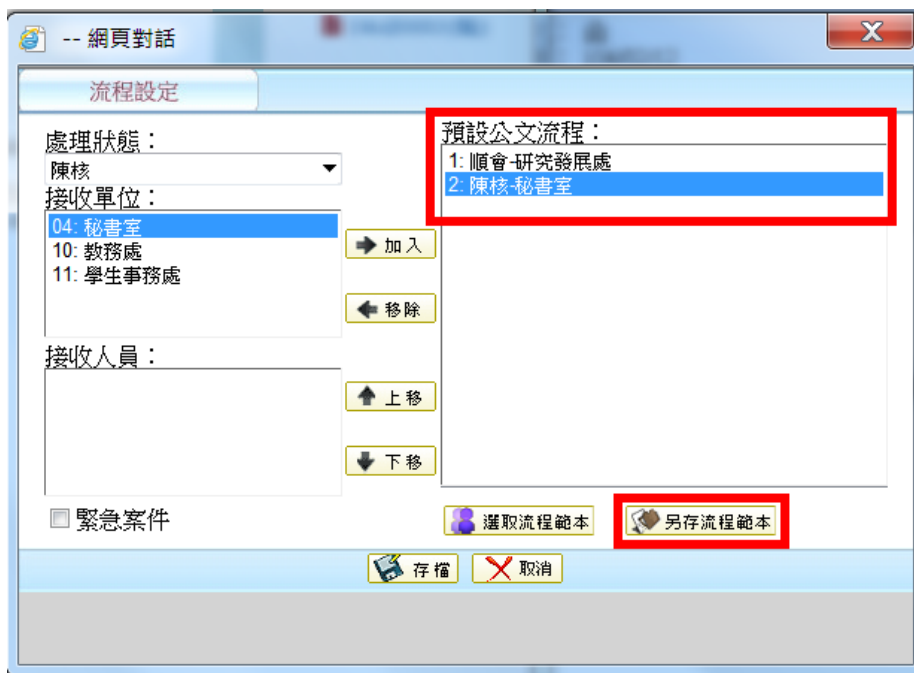 -- 網頁對話
流程設定
處理狀態：
陳核
接收單位：
04: 秘書室
10: 教務處
11: 學生事務處
接收人員：
緊急案件
加入
移除
上移
下移
預設公文流程：
1: 順會-研究發展處
2: 陳核-秘書室
選取流程範本
另存流程範本
存檔
取消